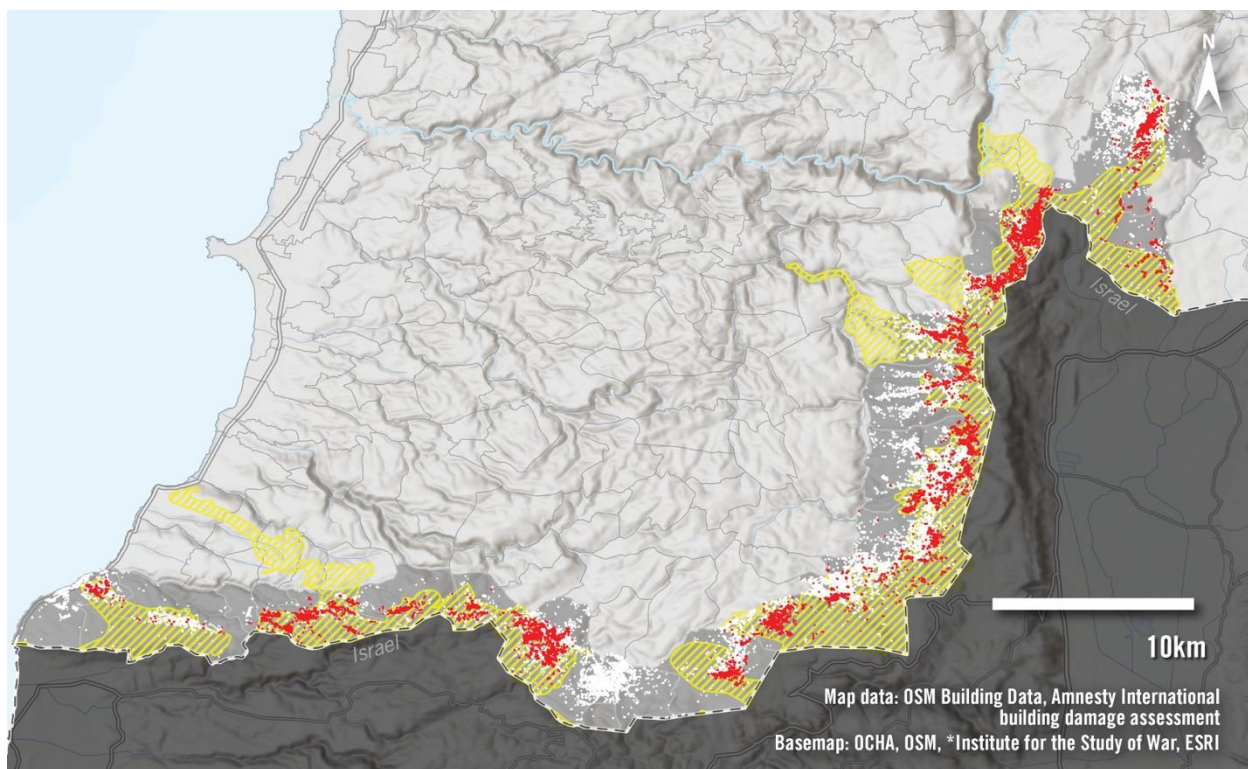 N
Israel
Israel
10km
Map data: OSM Building Data, Amnesty International
building damage assessment
Basemap: OCHA, OSM, *Institute for the Study of War, ESRI